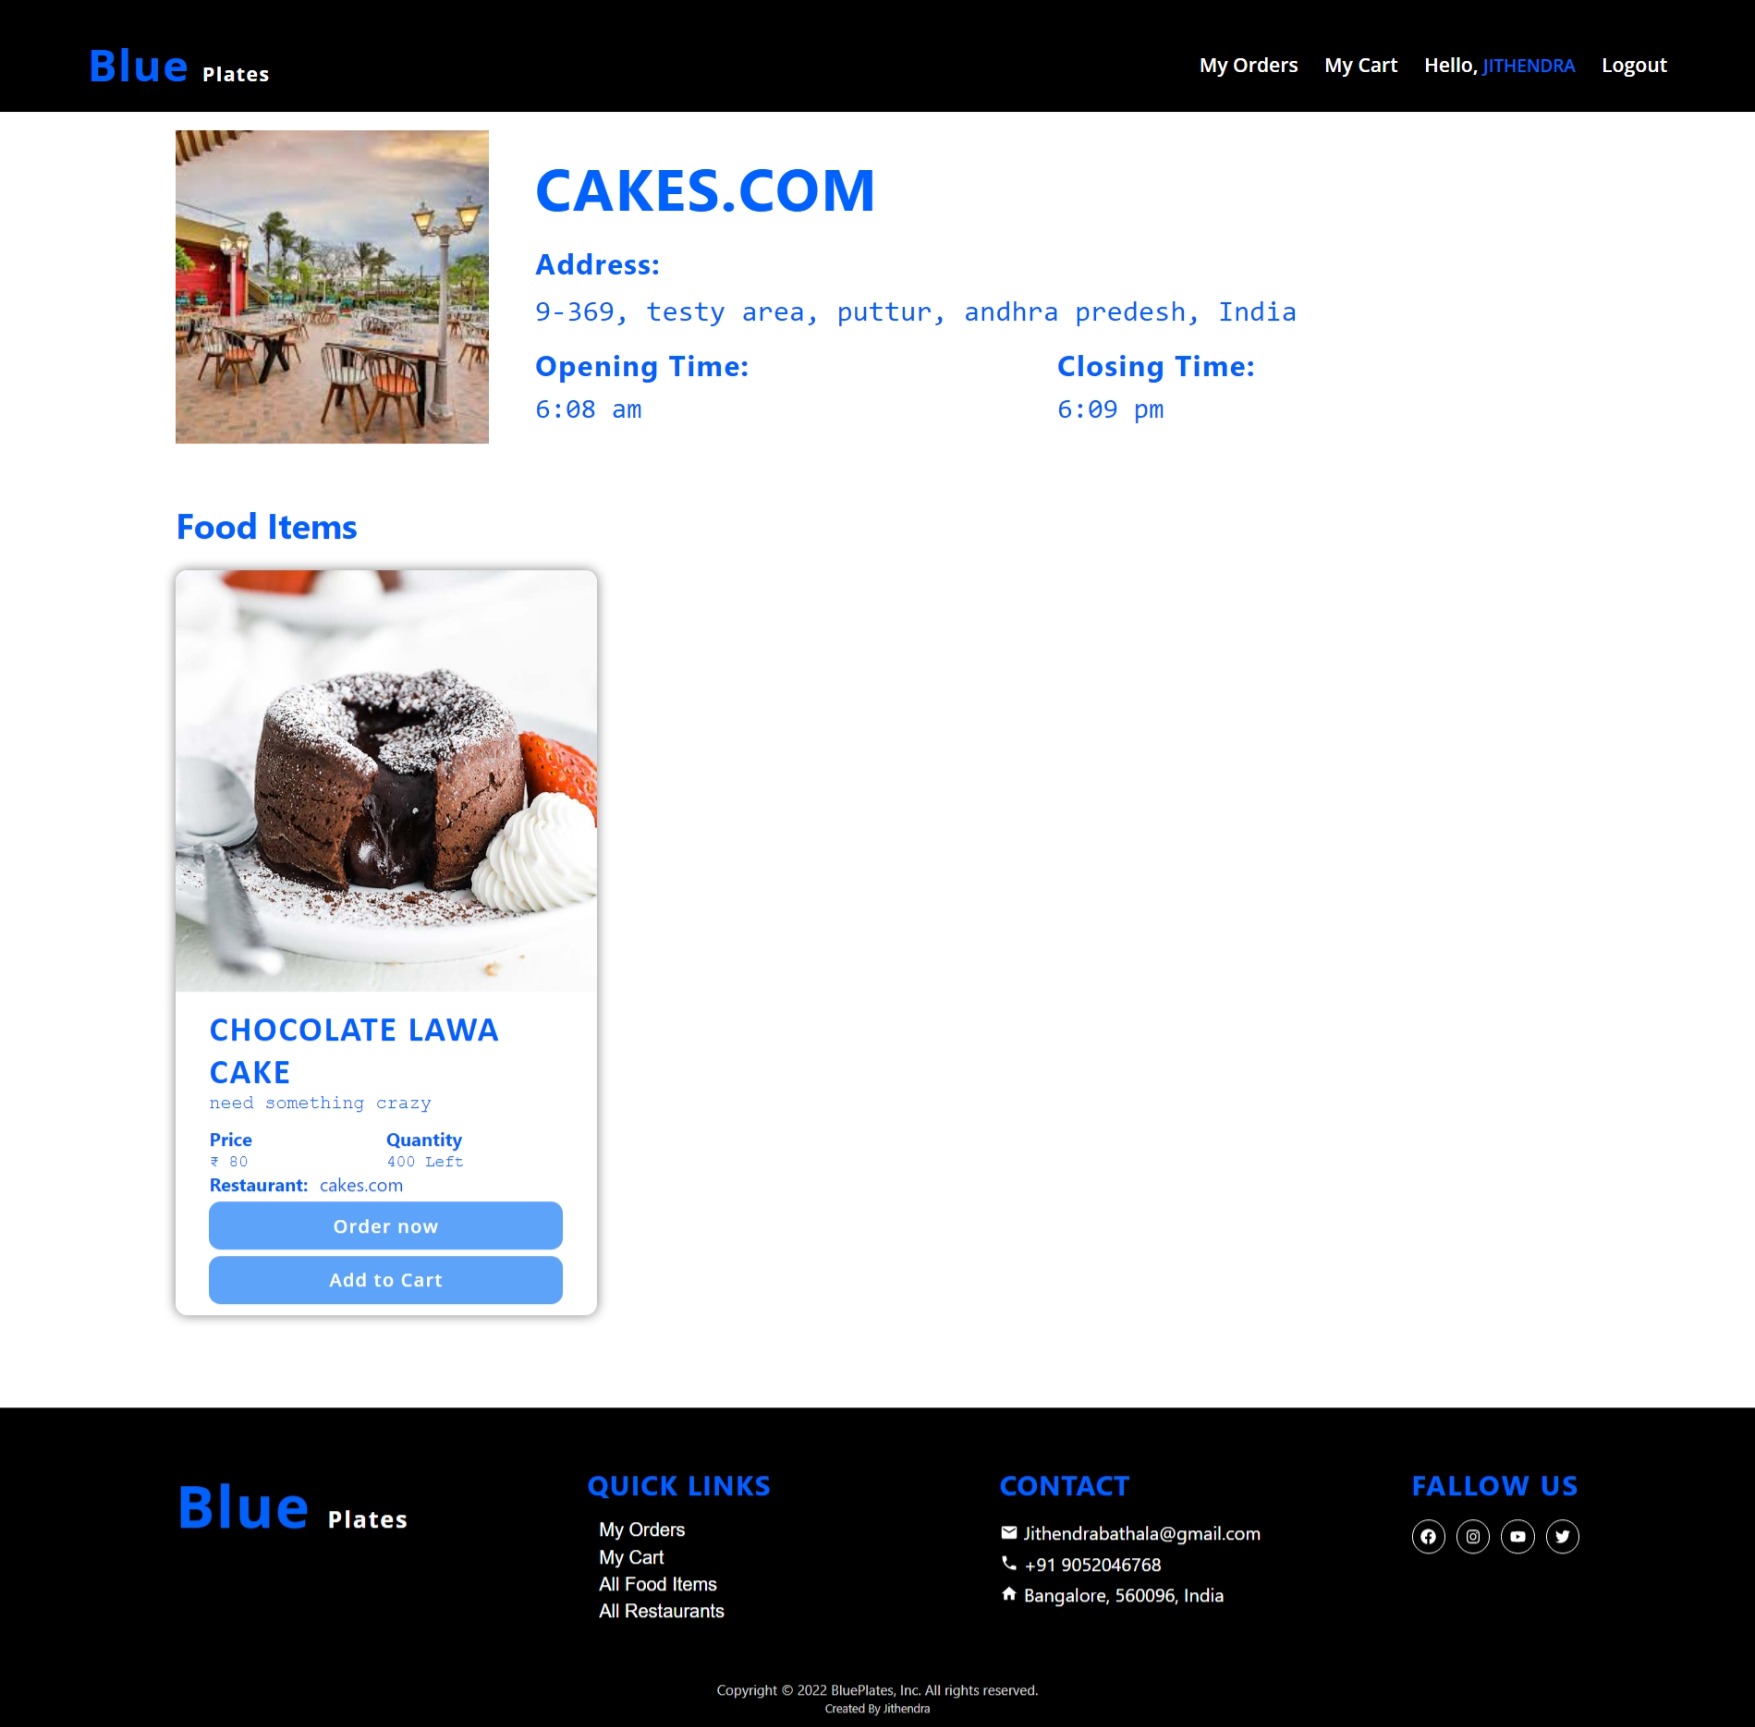 Blue Plates
My Orders My Cart Hello, JITHENDRA Logout
CAKES.COM
Address:
9-369, testy area, puttur, andhra predesh, India
Opening Time: Closing Time:
6:08 am 6:09 pm
Food Items
CHOCOLATE LAWA
CAKE
need something crazy
Price Quantity
₹ 80 400 Left
Restaurant: cakes.com
Order now
Add to Cart
Blue Plates
QUICK LINKS
My Orders
My Cart
All Food Items
All Restaurants
CONTACT
Jithendrabathala@gmail.com
+91 9052046768
Bangalore, 560096, India
FALLOW US
Copyright © 2022 BluePlates, Inc. All rights reserved.
Created By Jithendra